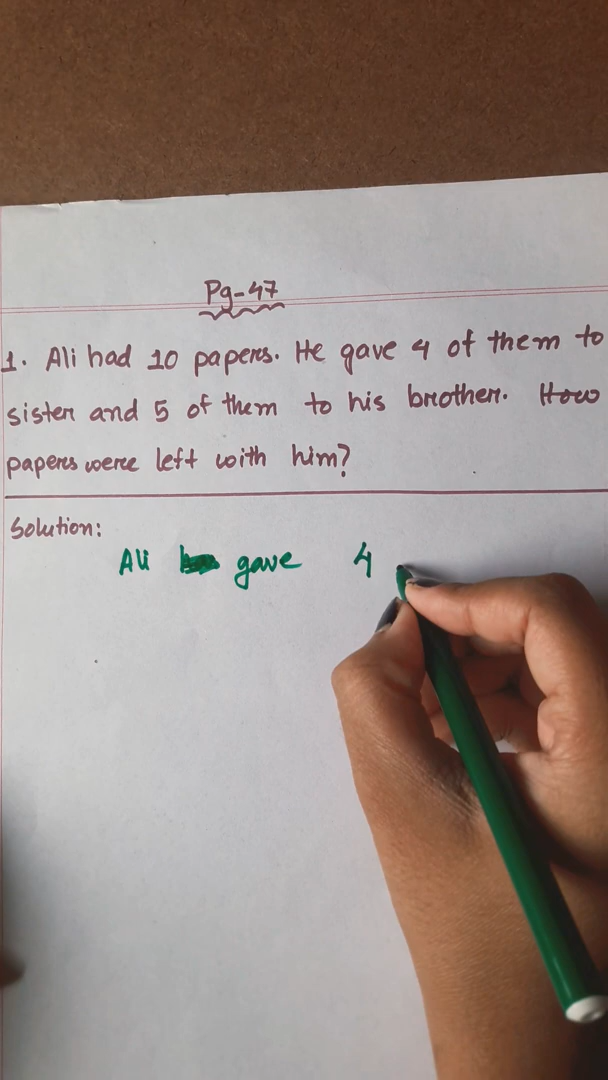 Pg-47
1. Ali had 10 papers. He gave 4 of them to
sister and 5 of them to his brother. How
papers were left with him?
Solution:
Ali gave 4